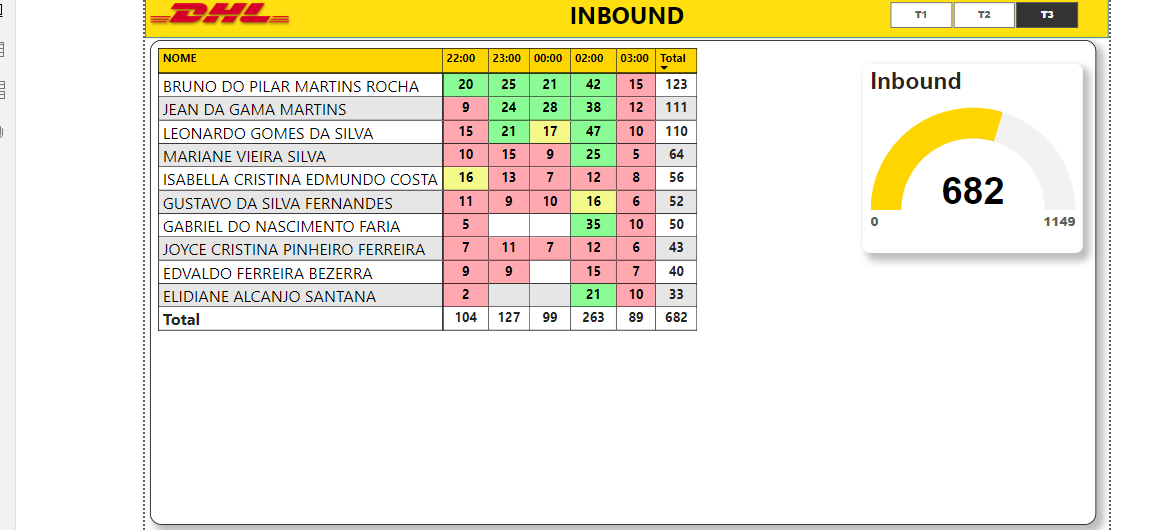 DHL INBOUND T1 T2 T3
NOME 22:00 23:00 00:00 02:00 03:00 Total
BRUNO DO PILAR MARTINS ROCHA 20 25 21 42 15 123
JEAN DA GAMA MARTINS 9 24 28 38 12 111
LEONARDO GOMES DA SILVA 15 21 17 47 10 110
MARIANE VIEIRA SILVA 10 15 9 25 5 64
ISABELLA CRISTINA EDMUNDO COSTA 16 13 7 12 8 56
GUSTAVO DA SILVA FERNANDES 11 9 10 16 6 52
GABRIEL DO NASCIMENTO FARIA 5 35 10 50
JOYCE CRISTINA PINHEIRO FERREIRA 7 11 7 12 6 43
EDVALDO FERREIRA BEZERRA 9 9 15 7 40
ELIDIANE ALCANJO SANTANA 2 21 10 33
Total 104 127 99 263 89 682
Inbound
682
0 1149